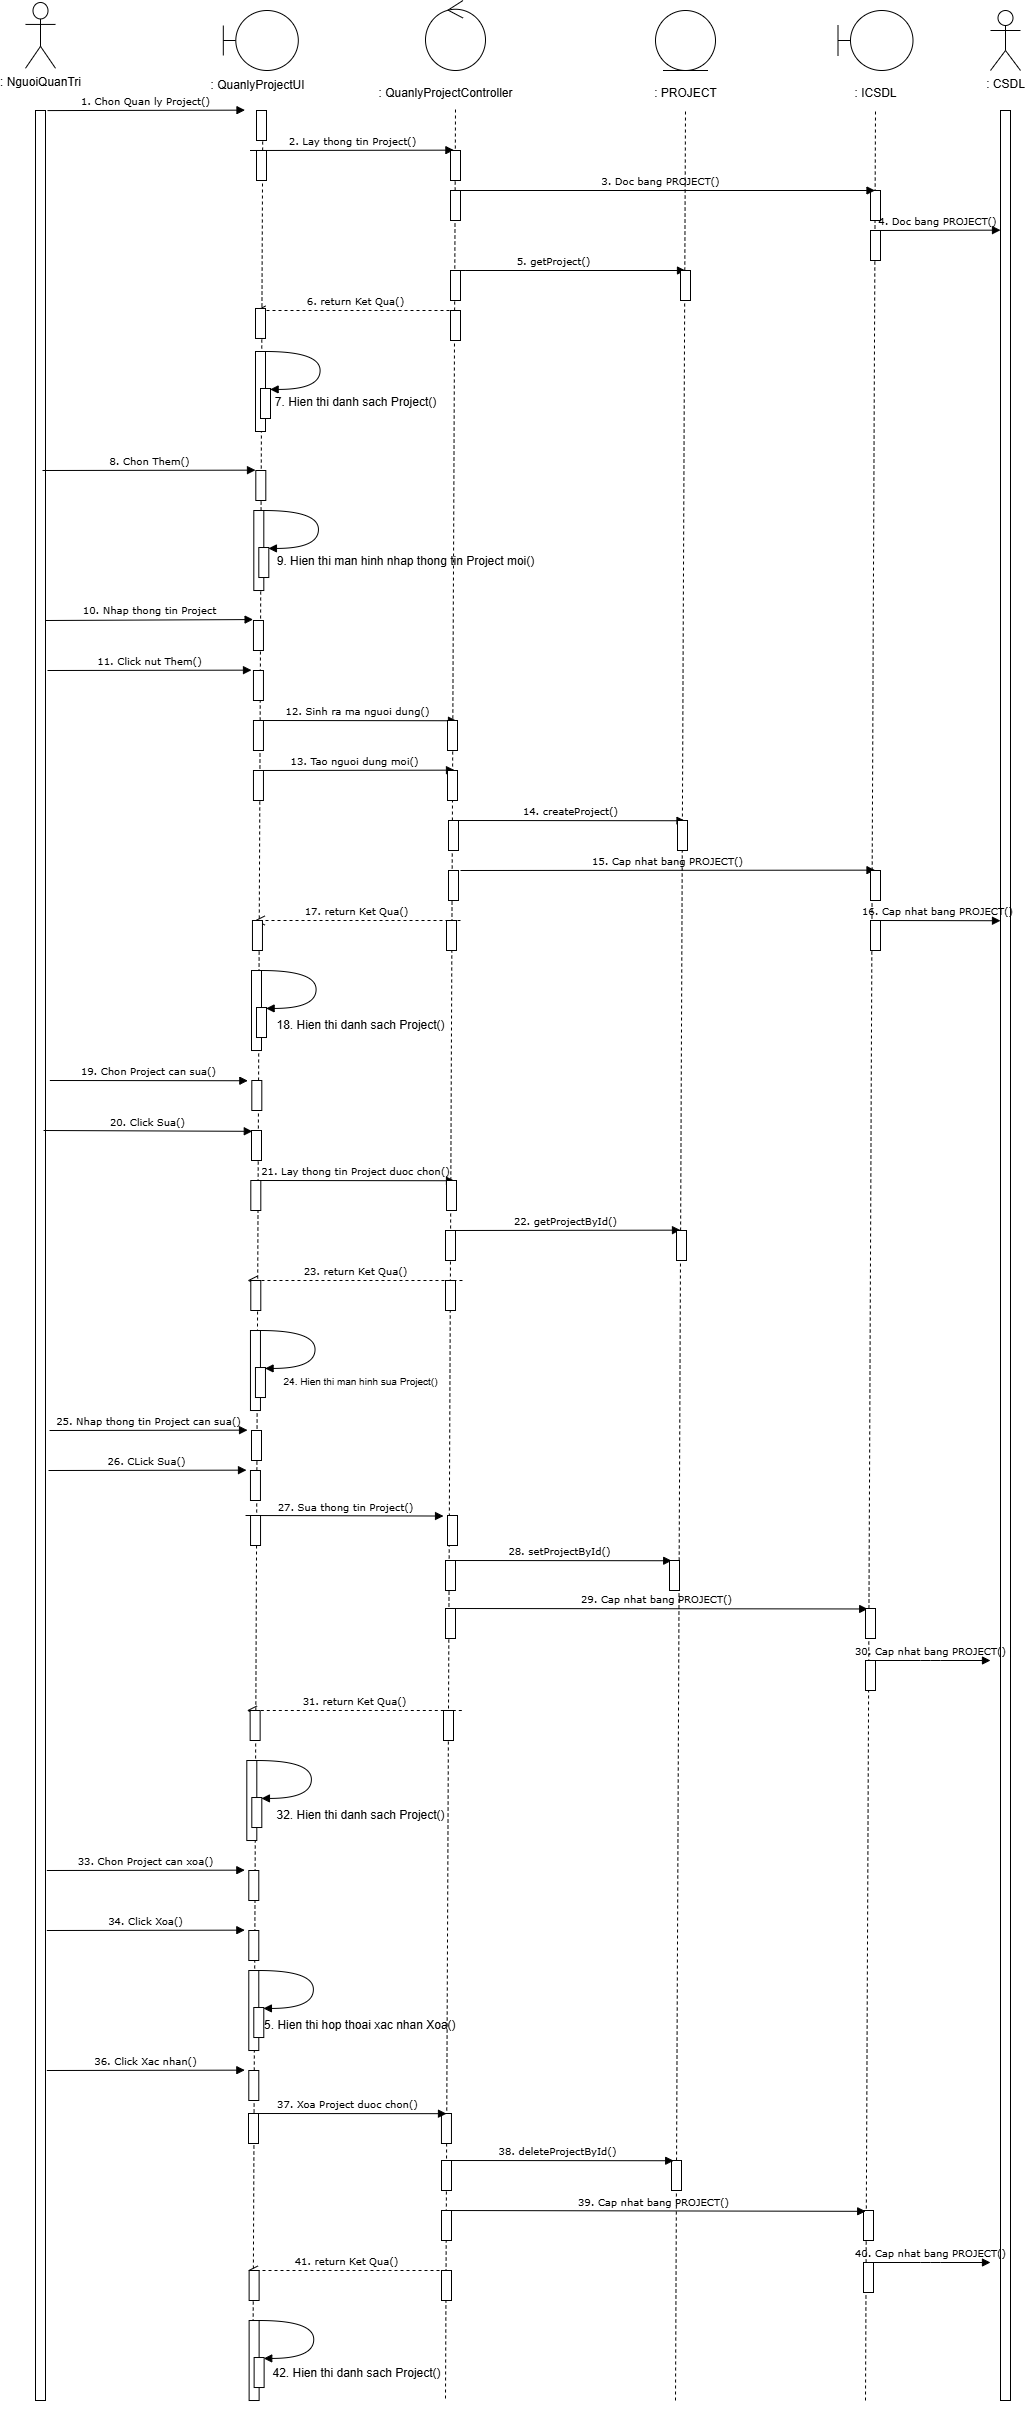 : NguoiQuanTri
: QuanlyProjectUI
: QuanlyProjectController
: PROJECT
: ICSDL
: CSDL
1. Chon Quan ly Project()
2. Lay thong tin Project()
3. Doc bang PROJECT()
4. Doc bang PROJECT()
5. getProject()
6. return Ket Qua()
7. Hien thi danh sach Project()
8. Chon Them()
9. Hien thi man hinh nhap thong tin Project moi()
10. Nhap thong tin Project
11. Click nut Them()
12. Sinh ra ma nguoi dung()
13. Tao nguoi dung moi()
14. createProject()
15. Cap nhat bang PROJECT()
17. return Ket Qua()
16. Cap nhat bang PROJECT()
18. Hien thi danh sach Project()
19. Chon Project can sua()
20. Click Sua()
21. Lay thong tin Project duoc chon()
22. getProjectById()
23. return Ket Qua()
24. Hien thi man hinh sua Project()
25. Nhap thong tin Project can sua()
26. CLick Sua()
27. Sua thong tin Project()
28. setProjectById()
29. Cap nhat bang PROJECT()
30. Cap nhat bang PROJECT()
31. return Ket Qua()
32. Hien thi danh sach Project()
33. Chon Project can xoa()
34. Click Xoa()
5. Hien thi hop thoai xac nhan Xoa()
36. Click Xac nhan()
37. Xoa Project duoc chon()
38. deleteProjectById()
39. Cap nhat bang PROJECT()
40. Cap nhat bang PROJECT()
41. return Ket Qua()
42. Hien thi danh sach Project()